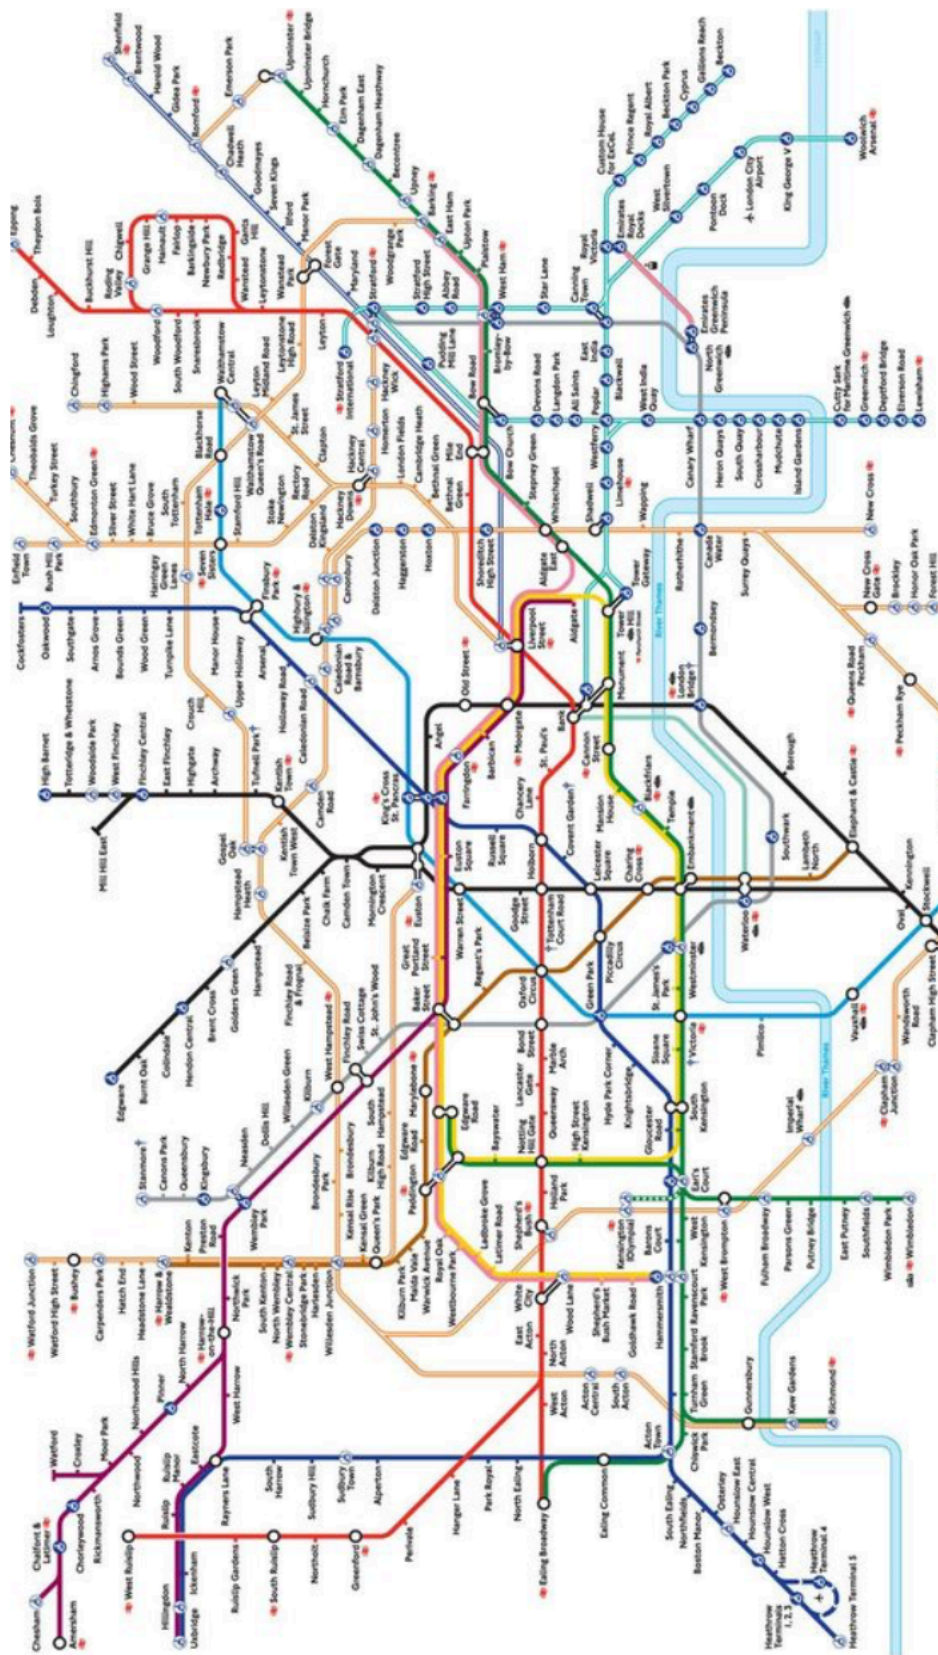 Chesham
Chalfont &
Latimer
Amersham
Chorleywood
Rickmansworth
Watford
Croxley
Moor Park
Northwood
Northwood Hills
Pinner
North Harrow
Harrow-
on-the-Hill
Northwick
Park
Preston
Road
Wembley
Park
West Harrow
Hillingdon
Uxbridge
Ickenham
Ruislip
Ruislip
Manor
Eastcote
Rayners Lane
West Ruislip
Ruislip Gardens
South Ruislip
Northolt
Greenford
Perivale
Hanger Lane
South
Harrow
Sudbury Hill
Sudbury
Town
Alperton
Park Royal
North Ealing
Ealing Broadway
Ealing Common
West
Acton
North
Acton
East
Acton
White
City
Shepherd's
Bush
Holland
Park
Notting
Hill Gate
Queensway
Lancaster
Gate
Marble
Arch
Bond
Street
Oxford
Circus
Tottenham
Court Road
Holborn
Chancery
Lane
St. Paul's
Bank
Liverpool
Street
Bethnal
Green
Mile
End
Stratford
Leyton
Leytonstone
Wanstead
Redbridge
Gants
Hill
Newbury Park
Barkingside
Fairlop
Hainault
Grange Hill
Chigwell
Roding
Valley
Snaresbrook
South Woodford
Woodford
Buckhurst Hill
Loughton
Debden
Theydon Bois
Epping
Watford Junction
Watford High Street
Bushey
Carpenders Park
Hatch End
Headstone Lane
Harrow &
Wealdstone
Kenton
South Kenton
North Wembley
Wembley Central
Stonebridge Park
Harlesden
Willesden Junction
Kensal Green
Queen's Park
Kilburn Park
Maida Vale
Warwick Avenue
Paddington
Edgware
Road
Marylebone
Baker
Street
Regent's Park
Piccadilly
Circus
Charing
Cross
Embankment
Waterloo
Lambeth
North
Elephant & Castle
Stanmore
Canons Park
Queensbury
Kingsbury
Neasden
Dollis Hill
Willesden Green
Kilburn
West Hampstead
Finchley Road
Swiss Cottage
St. John's Wood
Green Park
Westminster
Southwark
London
Bridge
Bermondsey
Canada
Water
Canary Wharf
North
Greenwich
Canning
Town
West Ham
Kensal Rise
Brondesbury
Park
Brondesbury
Kilburn
High Road
South
Hampstead
Finchley Road
& Frognal
Hampstead
Heath
Gospel
Oak
Kentish
Town West
Camden
Road
Caledonian
Road &
Barnsbury
Highbury &
Islington
Canonbury
Dalston
Kingsland
Hackney
Central
Homerton
Hackney
Wick
Edgware
Burnt Oak
Colindale
Hendon Central
Brent Cross
Golders Green
Hampstead
Belsize Park
Chalk Farm
Camden Town
Mornington
Crescent
Mill Hill East
High Barnet
Totteridge & Whetstone
Woodside Park
West Finchley
Finchley Central
East Finchley
Highgate
Archway
Tufnell Park
Kentish
Town
Euston
King's Cross
St. Pancras
Angel
Old Street
Moorgate
Borough
Warren Street
Goodge
Street
Leicester
Square
Kennington
Oval
Stockwell
Cockfosters
Oakwood
Southgate
Arnos Grove
Bounds Green
Wood Green
Turnpike Lane
Manor House
Finsbury
Park
Arsenal
Holloway Road
Caledonian Road
Russell
Square
Covent Garden
Hyde Park Corner
Knightsbridge
South
Kensington
Gloucester
Road
Earl's
Court
Barons
Court
Hammersmith
Turnham
Green
Acton
Town
South Ealing
Northfields
Boston Manor
Osterley
Hounslow East
Hounslow Central
Hounslow West
Hatton Cross
Heathrow
Terminals
1, 2, 3
Heathrow
Terminal 4
Heathrow Terminal 5
Chiswick
Park
Stamford
Brook
Ravenscourt
Park
West
Kensington
Kensington
(Olympia)
West Brompton
Fulham Broadway
Parsons Green
Putney Bridge
East Putney
Southfields
Wimbledon Park
Wimbledon
Gunnersbury
Kew Gardens
Richmond
Acton
Central
South
Acton
Imperial
Wharf
Clapham
Junction
Wandsworth
Road
Clapham High Street
Goldhawk Road
Shepherd's
Bush Market
Wood Lane
Latimer Road
Ladbroke Grove
Westbourne Park
Royal Oak
Edgware
Road
Bayswater
High Street
Kensington
Great
Portland
Street
Euston
Square
Farringdon
Barbican
Aldgate
Aldgate
East
Sloane
Square
Victoria
St. James's
Park
Temple
Blackfriars
Mansion
House
Cannon
Street
Monument
Tower
Hill
Tower
Gateway
Fenchurch Street
Pimlico
Vauxhall
River Thames
River Thames
Crouch
Hill
Upper Holloway
Harringay
Green
Lanes
Seven
Sisters
Tottenham
Hale
South
Tottenham
Blackhorse
Road
Walthamstow
Central
Walthamstow
Queen's Road
Leyton
Midland Road
Leytonstone
High Road
Wanstead
Park
Woodgrange
Park
Enfield
Town
Bush Hill
Park
Theobalds Grove
Turkey Street
Southbury
Edmonton Green
Silver Street
White Hart Lane
Bruce Grove
Stamford Hill
Stoke
Newington
Rectory
Road
Hackney
Downs
Clapton
St. James
Street
Wood Street
Highams Park
Chingford
London Fields
Cambridge Heath
Bethnal Green
Dalston Junction
Haggerston
Hoxton
Shoreditch
High Street
Whitechapel
Shadwell
Wapping
Rotherhithe
Surrey Quays
New Cross
New Cross
Gate
Brockley
Honor Oak Park
Forest Hill
Queens Road
Peckham
Peckham Rye
Stepney Green
Bow Road
Bow Church
Bromley-
by-Bow
Plaistow
Upton Park
East Ham
Barking
Upney
Becontree
Dagenham Heathway
Dagenham East
Elm Park
Hornchurch
Upminster Bridge
Upminster
Emerson Park
Romford
Shenfield
Brentwood
Harold Wood
Gidea Park
Chadwell
Heath
Goodmayes
Seven Kings
Ilford
Manor Park
Forest
Gate
Maryland
Stratford
International
Stratford
High Street
Abbey
Road
Pudding
Mill Lane
Star Lane
Devons Road
Langdon Park
All Saints
Poplar
Blackwall
East
India
Westferry
Limehouse
West India
Quay
Heron Quays
South Quay
Crossharbour
Mudchute
Island Gardens
Cutty Sark
for Maritime Greenwich
Greenwich
Deptford Bridge
Elverson Road
Lewisham
Royal
Victoria
Emirates
Royal
Docks
Emirates
Greenwich
Peninsula
Custom House
for ExCeL
Prince Regent
Royal Albert
Beckton Park
Cyprus
Gallions Reach
Beckton
West
Silvertown
Pontoon
Dock
London City
Airport
King George V
Woolwich
Arsenal